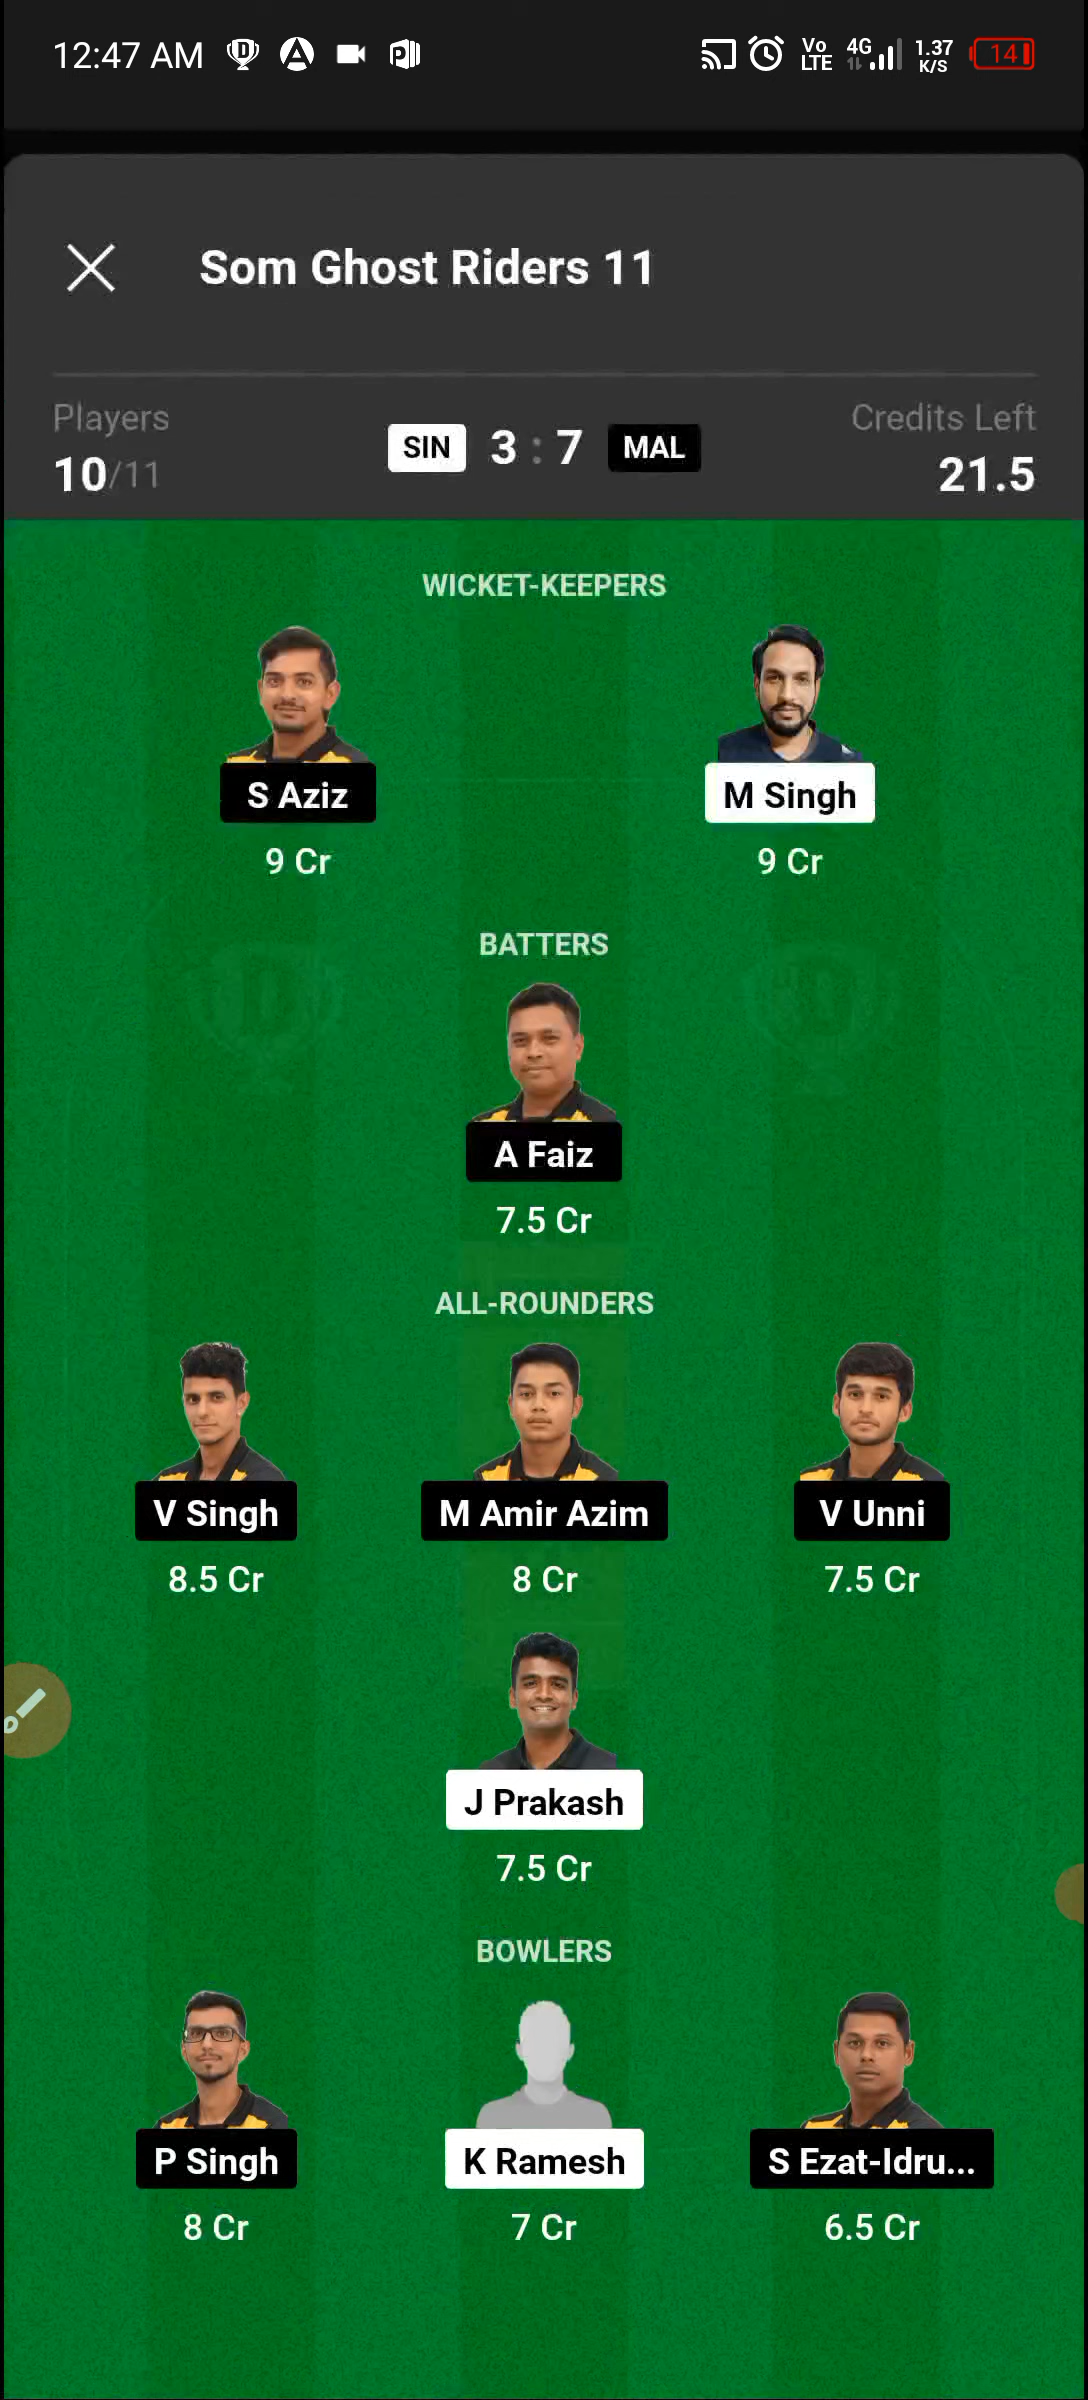 12:47 AM Vo LTE 4G 1.37 K/S 14
Som Ghost Riders 11
Players
10/11
SIN 3 : 7 MAL
Credits Left
21.5
WICKET-KEEPERS
S Aziz M Singh
9 Cr 9 Cr
BATTERS
A Faiz
7.5 Cr
ALL-ROUNDERS
V Singh M Amir Azim V Unni
8.5 Cr 8 Cr 7.5 Cr
J Prakash
7.5 Cr
BOWLERS
P Singh K Ramesh S Ezat-Idru...
8 Cr 7 Cr 6.5 Cr